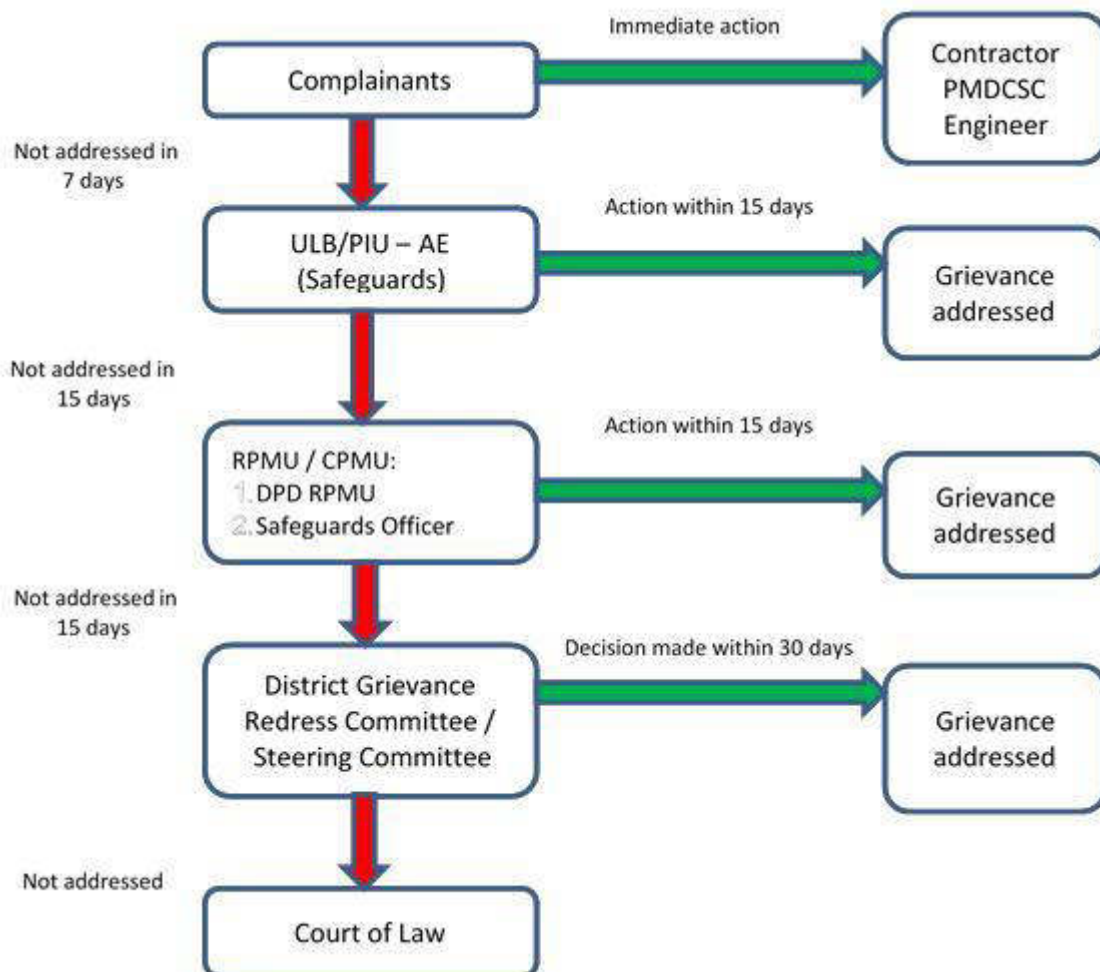 Immediate action
Complainants
Contractor
PMDCSC
Engineer
Not addressed in
7 days
Action within 15 days
ULB/PIU – AE
(Safeguards)
Grievance
addressed
Not addressed in
15 days
Action within 15 days
RPMU / CPMU:
1. DPD RPMU
2. Safeguards Officer
Grievance
addressed
Not addressed in
15 days
Decision made within 30 days
District Grievance
Redress Committee /
Steering Committee
Grievance
addressed
Not addressed
Court of Law